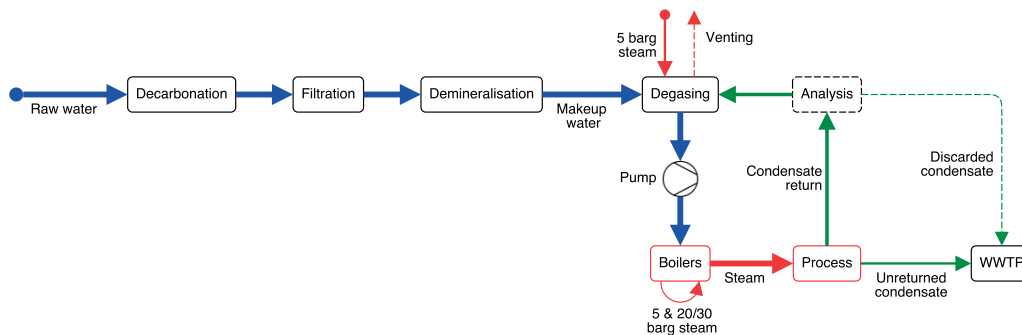 5 barg
steam
Venting
Raw water
Decarbonation
Filtration
Demineralisation
Makeup
water
Degasing
Analysis
Pump
Condensate
return
Discarded
condensate
Boilers
Steam
Process
Unreturned
condensate
WWTP
5 & 20/30
barg steam